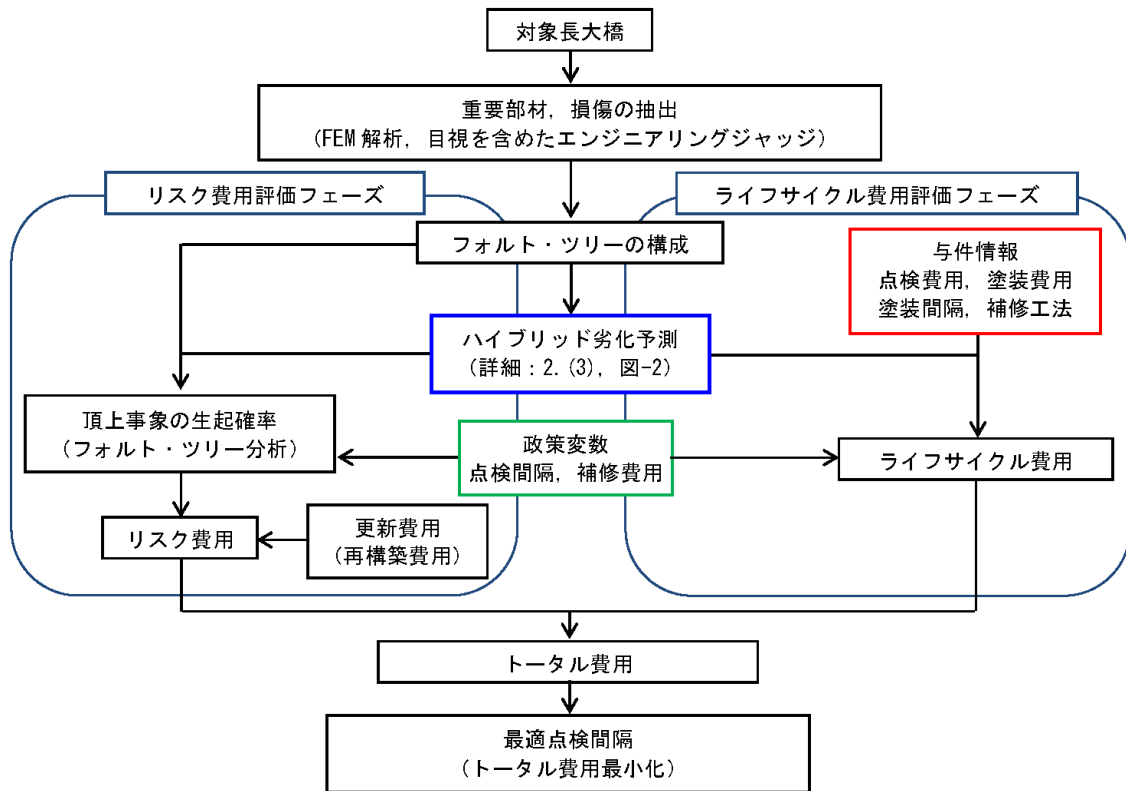 対象長大橋
重要部材，損傷の抽出
（FEM 解析，目視を含めたエンジニアリングジャッジ）
リスク費用評価フェーズ
ライフサイクル費用評価フェーズ
フォルト・ツリーの構成
与件情報
点検費用，塗装費用
塗装間隔，補修工法
ハイブリッド劣化予測
（詳細：2.(3)，図-2）
頂上事象の生起確率
（フォルト・ツリー分析）
政策変数
点検間隔，補修費用
ライフサイクル費用
リスク費用
更新費用
（再構築費用）
トータル費用
最適点検間隔
（トータル費用最小化）